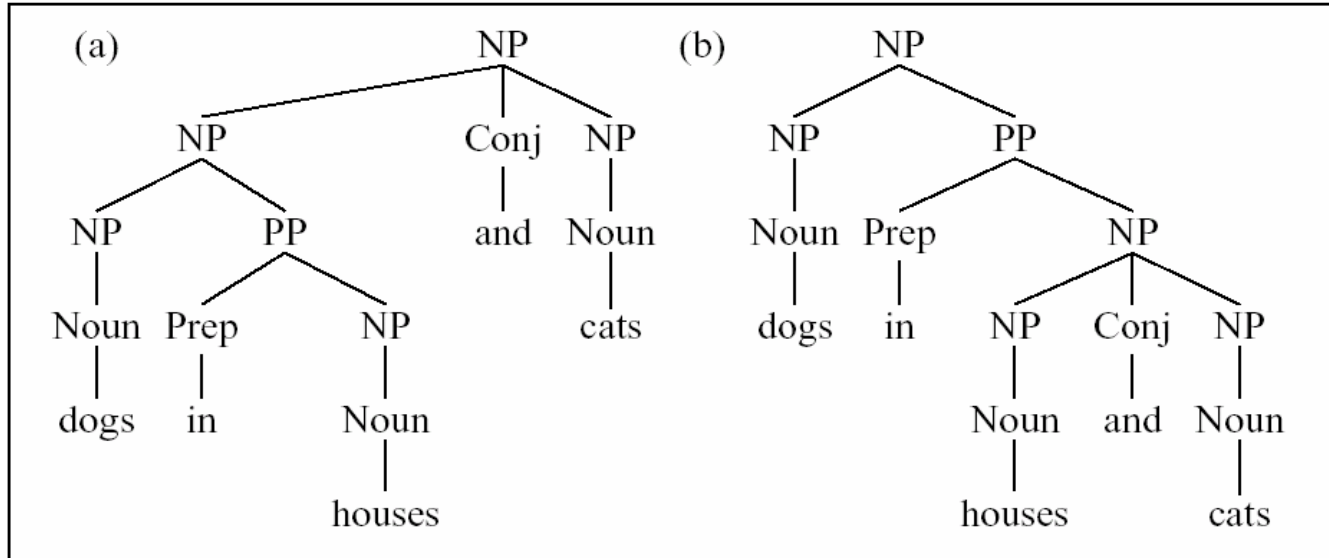 (a) NP (b) NP
NP Conj NP NP PP
NP PP and Noun Noun Prep NP
Noun Prep NP cats dogs in NP Conj NP
dogs in Noun Noun and Noun
houses houses cats